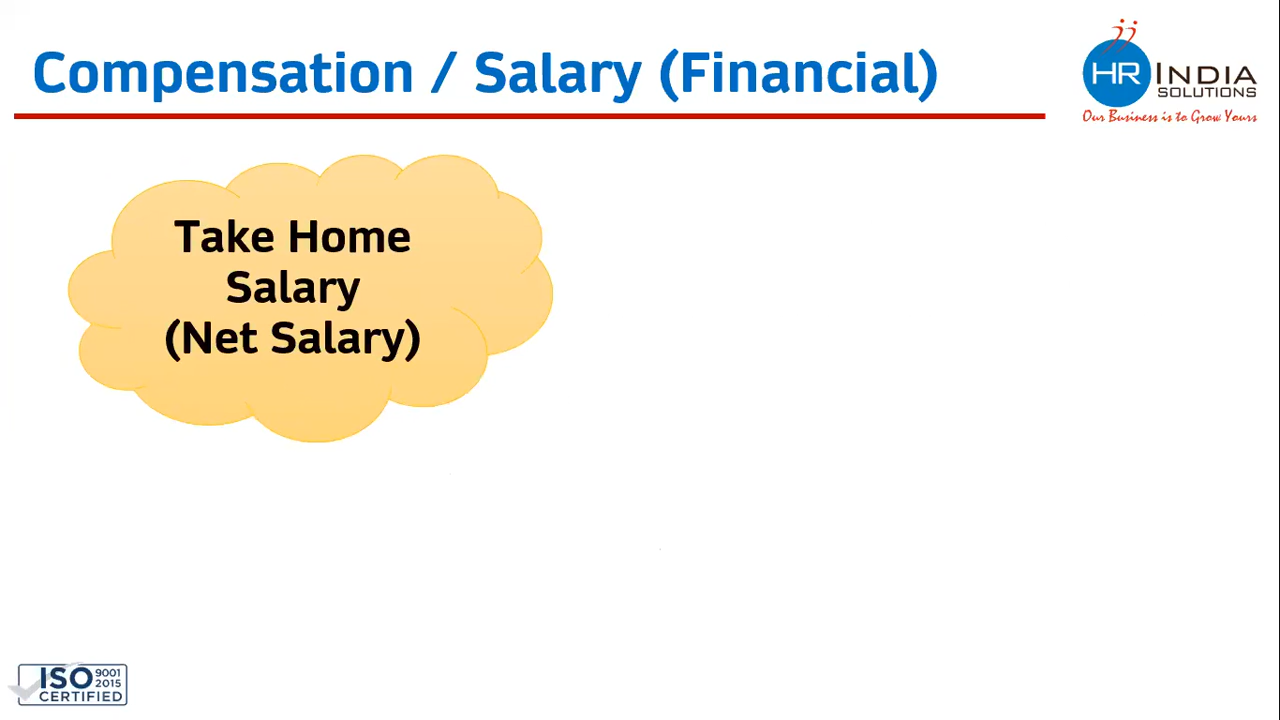 Compensation / Salary (Financial)
HR INDIA
SOLUTIONS
Our Business is to Grow Yours
Take Home
Salary
(Net Salary)
ISO 9001
2015
CERTIFIED